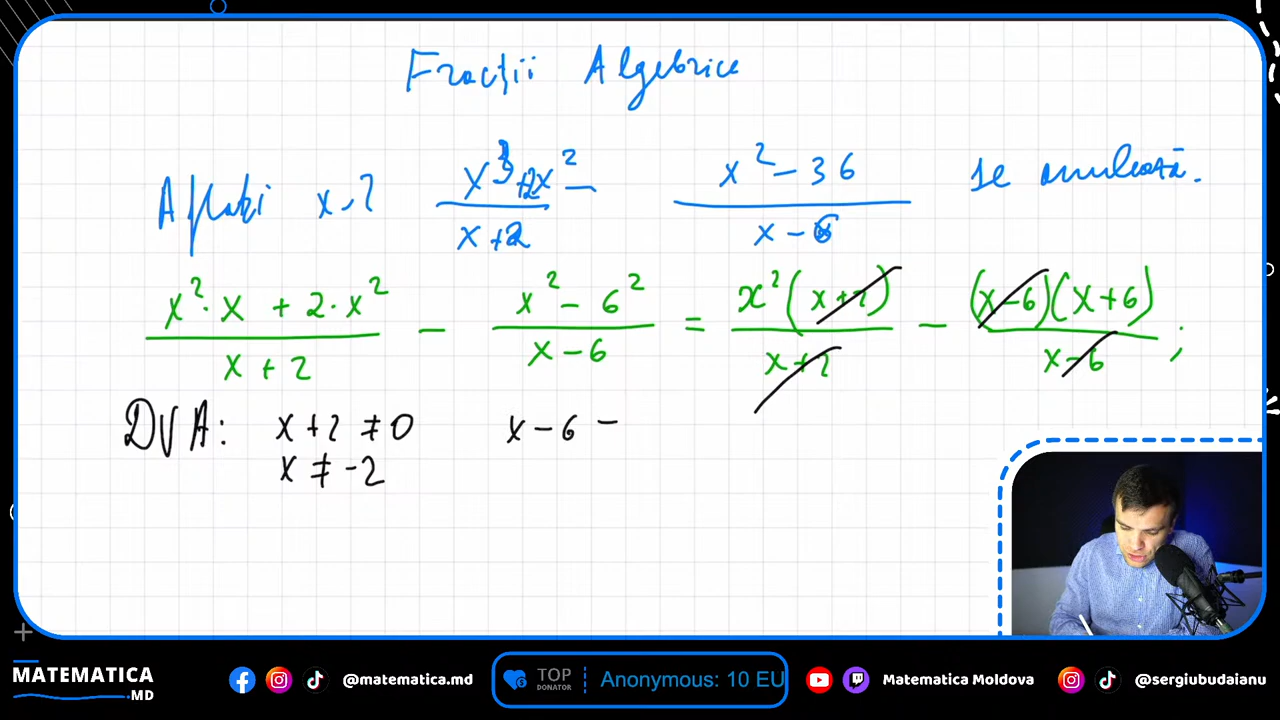 Fracții Algebrice
Aflați x-? x³+2x²/x+2 - x²-36/x-6 se anulează.
x²·x + 2·x²/x+2 - x²-6²/x-6 = x²(x+2)/x+2 - (x-6)(x+6)/x-6 ;
DVA: x+2 ≠ 0 x-6 -
x ≠ -2
MATEMATICA
.MD
@matematica.md
TOP
DONATOR
Anonymous: 10 EU
Matematica Moldova
@sergiubudaianu